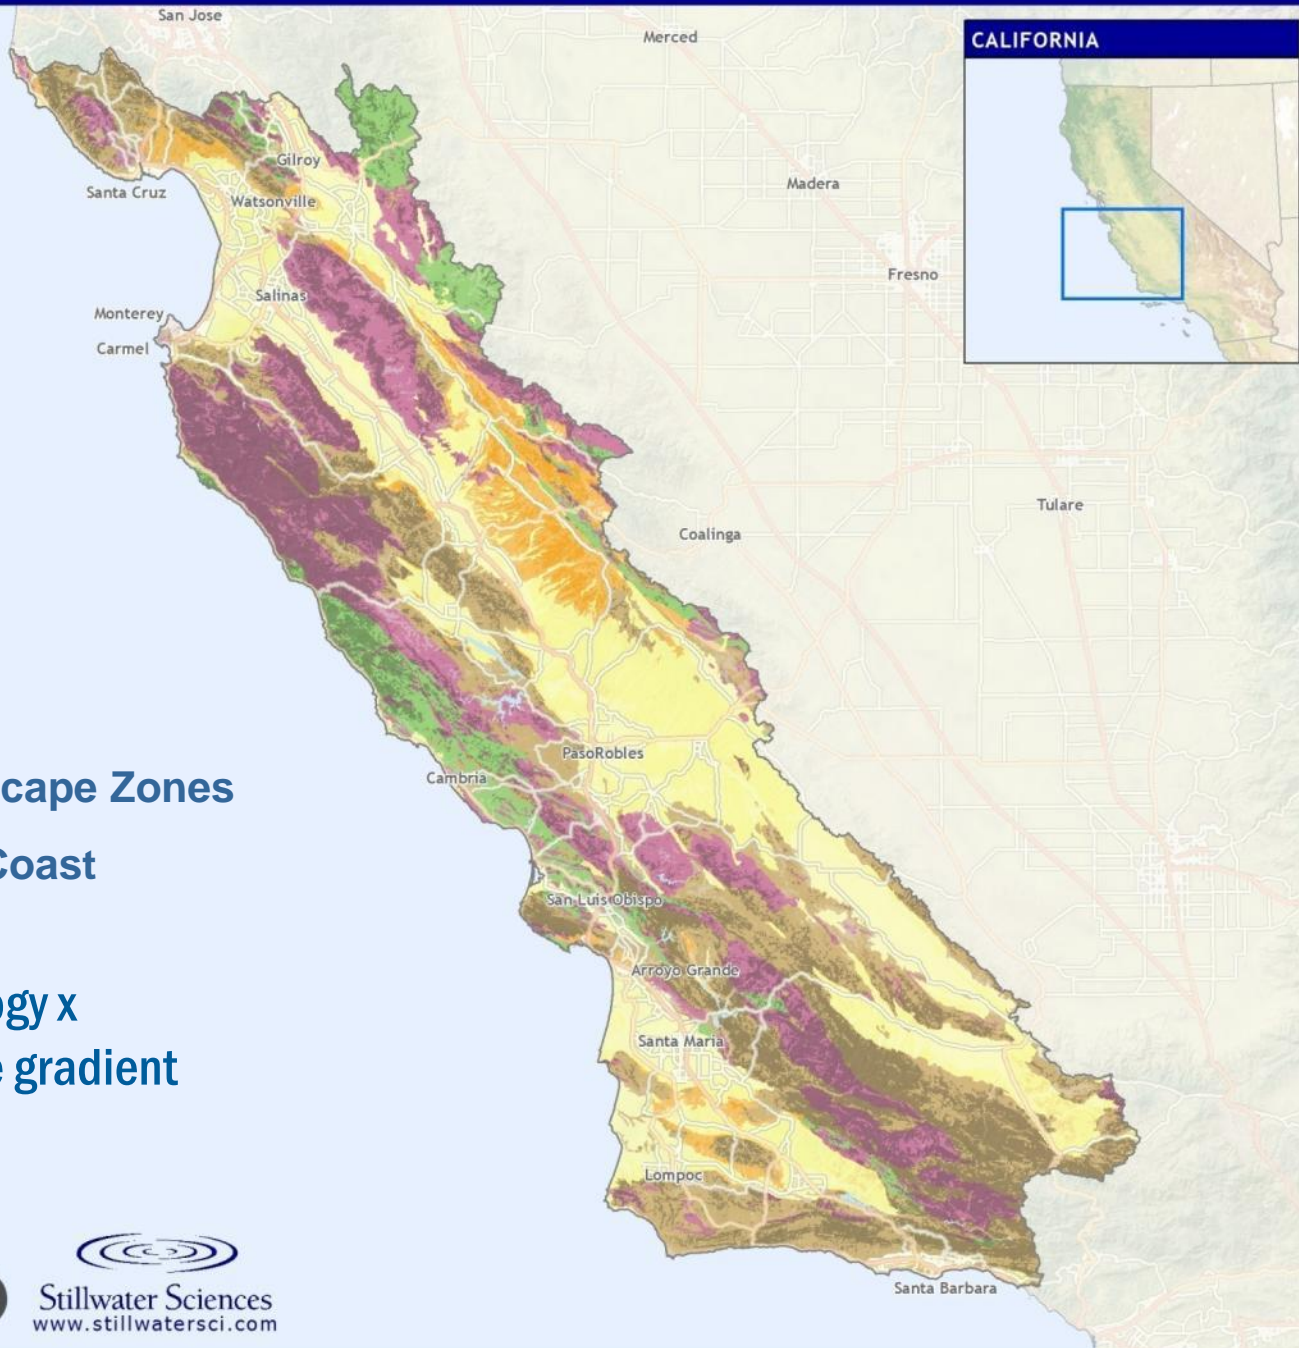 San Jose
Merced
CALIFORNIA
Gilroy
Madera
Santa Cruz
Watsonville
Fresno
Salinas
Monterey
Carmel
Tulare
Coalinga
PasoRobles
Cambria
cape Zones
Coast
San Luis Obispo
Arroyo Grande
gy x
gradient
Santa Maria
Lompoc
Santa Barbara
Stillwater Sciences
www.stillwatersci.com